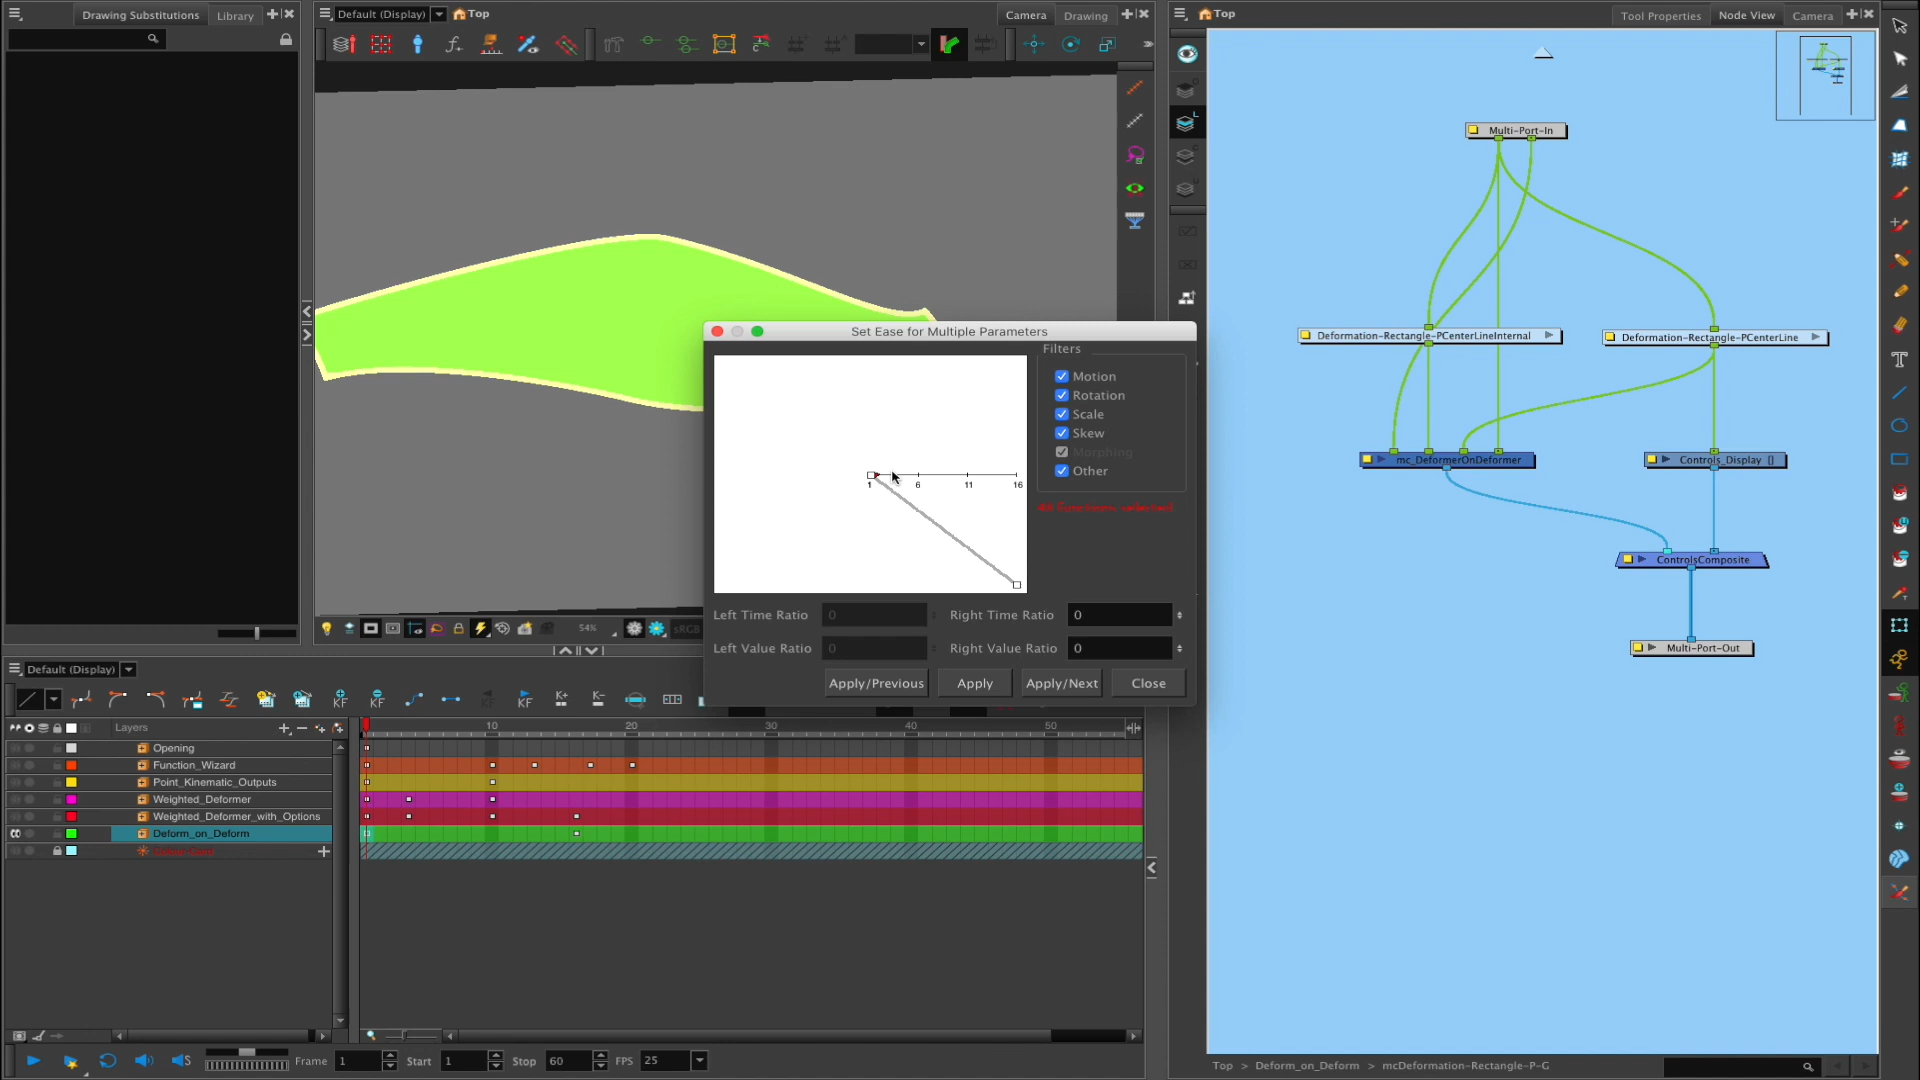 Drawing Substitutions
Library
Default (Display)
Top
Camera
Drawing
Top
Tool Properties
Node View
Camera
Multi-Port-In
Deformation-Rectangle-PCenterLineInternal
Deformation-Rectangle-PCenterLine
mc_DeformerOnDeformer
Controls_Display []
ControlsComposite
Multi-Port-Out
Set Ease for Multiple Parameters
Filters
Motion
Rotation
Scale
Skew
Morphing
Other
1 6 11 16
Left Time Ratio 0
Right Time Ratio 0
Left Value Ratio 0
Right Value Ratio 0
Apply/Previous
Apply
Apply/Next
Close
54%
sRGB
Default (Display)
KF
KF
K+
K-
KF
Layers
10 20 30 40 50
Opening
Function_Wizard
Point_Kinematic_Outputs
Weighted_Deformer
Weighted_Deformer_with_Options
Deform_on_Deform
Frame 1
Start 1
Stop 60
FPS 25
Top > Deform_on_Deform > mcDeformation-Rectangle-P-G